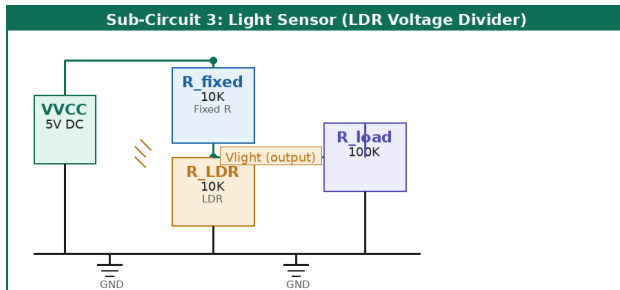 Sub-Circuit 3: Light Sensor (LDR Voltage Divider)
VVCC
5V DC
R_fixed
10K
Fixed R
Vlight (output)
R_LDR
10K
LDR
R_load
100K
GND
GND